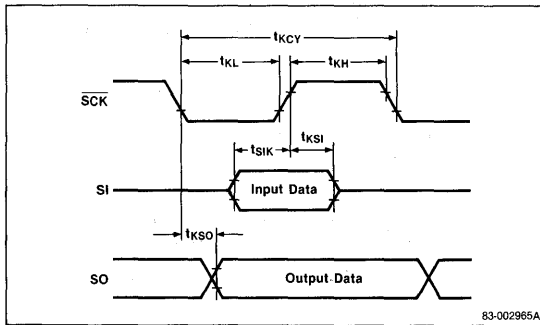 tKCY
tKL
tKH
SCK
tSIK
tKSI
SI
Input Data
tKSO
SO
Output Data
83-002965A